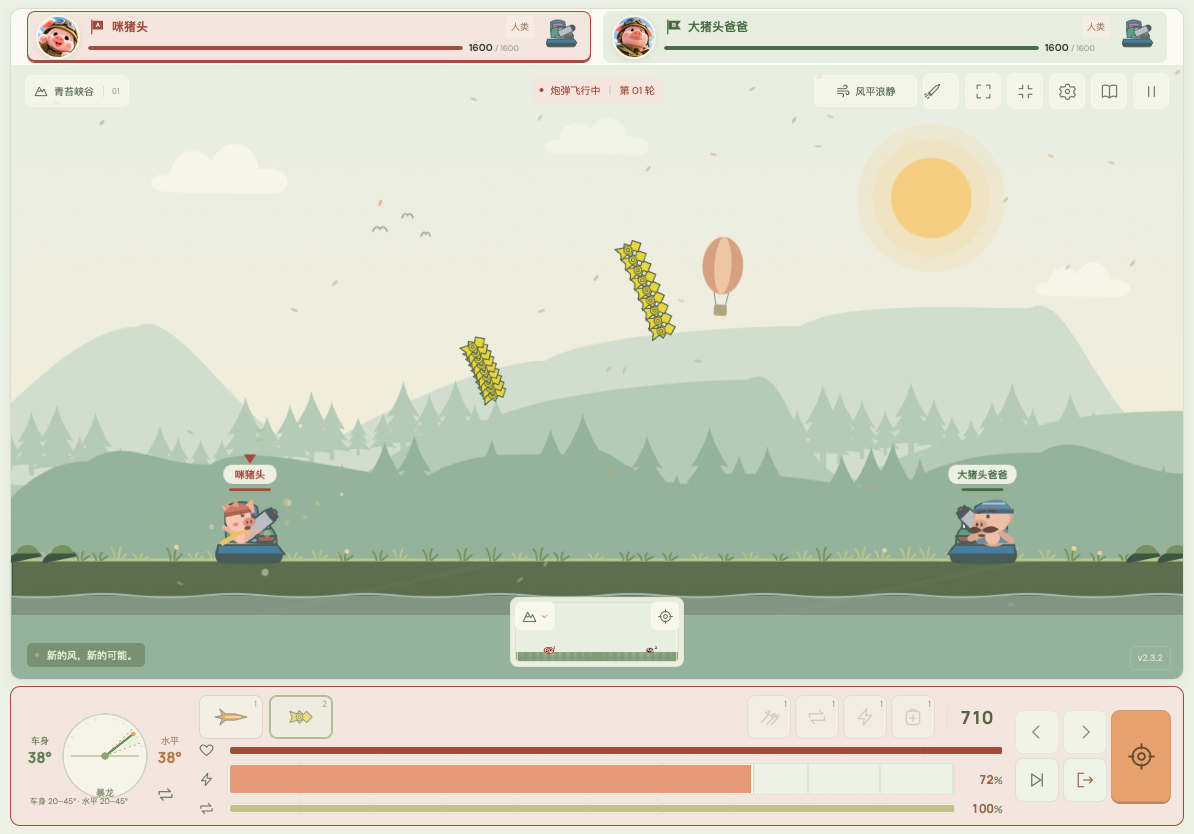 咪猪头
人类
1600 / 1600
大猪头爸爸
人类
1600 / 1600
青苔峡谷 01
炮弹飞行中 第 01 轮
风平浪静
咪猪头
大猪头爸爸
新的风，新的可能。
v2.3.2
车身
38°
水平
38°
暴龙
车身 20-45° · 水平 20-45°
1
2
1
1
1
1
710
72%
100%